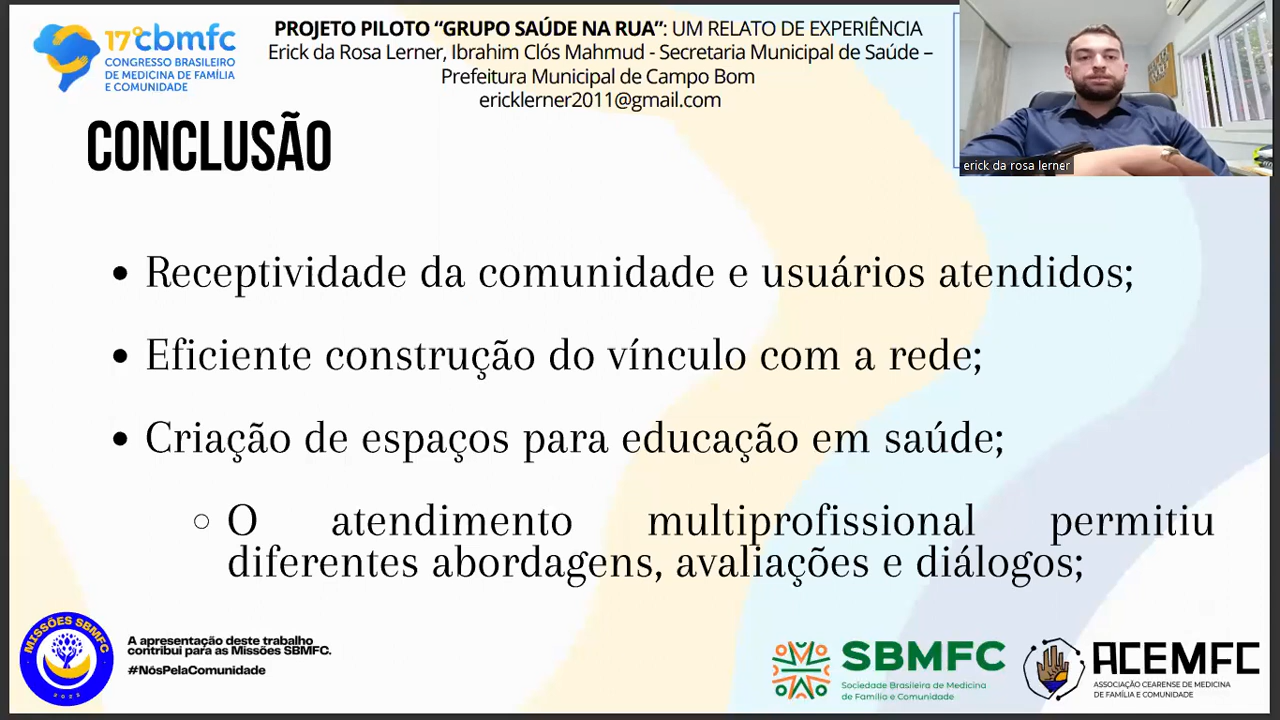 17º cbmfc
CONGRESSO BRASILEIRO
DE MEDICINA DE FAMÍLIA
E COMUNIDADE
PROJETO PILOTO “GRUPO SAÚDE NA RUA”: UM RELATO DE EXPERIÊNCIA
Erick da Rosa Lerner, Ibrahim Clós Mahmud - Secretaria Municipal de Saúde –
Prefeitura Municipal de Campo Bom
ericklerner2011@gmail.com
erick da rosa lerner
CONCLUSÃO
• Receptividade da comunidade e usuários atendidos;
• Eficiente construção do vínculo com a rede;
• Criação de espaços para educação em saúde;
○ O atendimento multiprofissional permitiu
diferentes abordagens, avaliações e diálogos;
MISSÕES SBMFC
2023
A apresentação deste trabalho
contribui para as Missões SBMFC.
#NósPelaComunidade
SBMFC
Sociedade Brasileira de Medicina
de Família e Comunidade
ACEMFC
ASSOCIAÇÃO CEARENSE DE MEDICINA
DE FAMÍLIA E COMUNIDADE